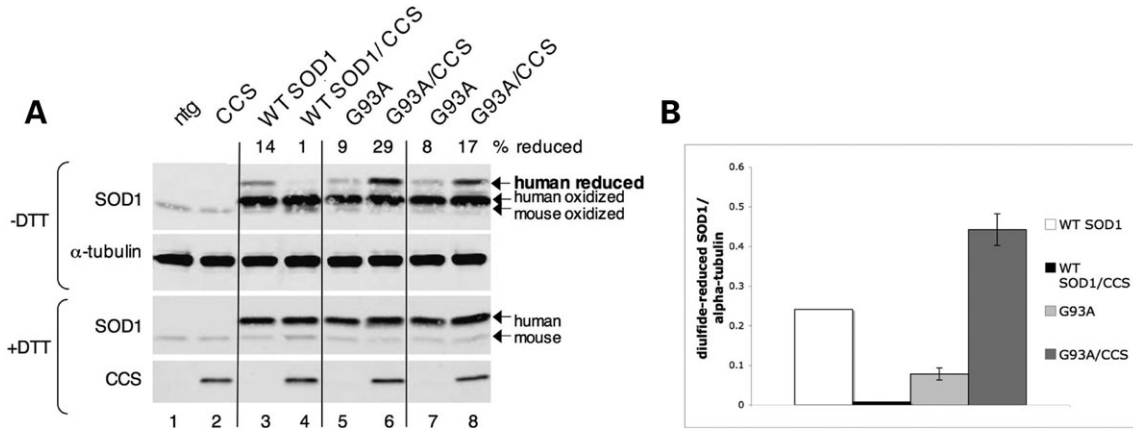 A
ntg
CCS
WT SOD1
WT SOD1/ CCS
G93A
G93A/CCS
G93A
G93A/CCS
14 1 9 29 8 17 % reduced
-DTT
SOD1
human reduced
human oxidized
mouse oxidized
α-tubulin
+DTT
SOD1
human
mouse
CCS
1 2 3 4 5 6 7 8
B
diulfide-reduced SOD1/
alpha-tubulin
0.6
0.5
0.4
0.3
0.2
0.1
0
WT SOD1
WT
SOD1/CCS
G93A
G93A/CCS